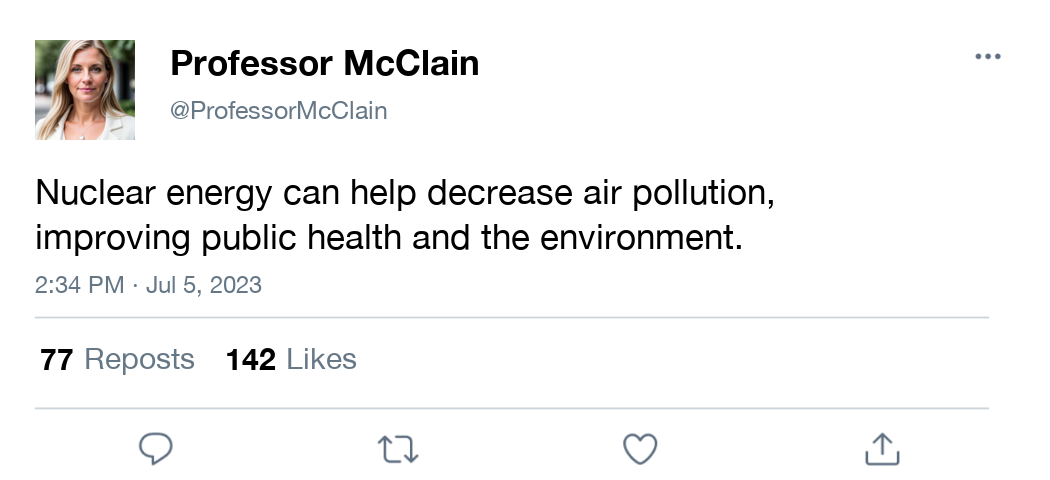 Professor McClain
@ProfessorMcClain
Nuclear energy can help decrease air pollution,
improving public health and the environment.
2:34 PM · Jul 5, 2023
77 Reposts 142 Likes